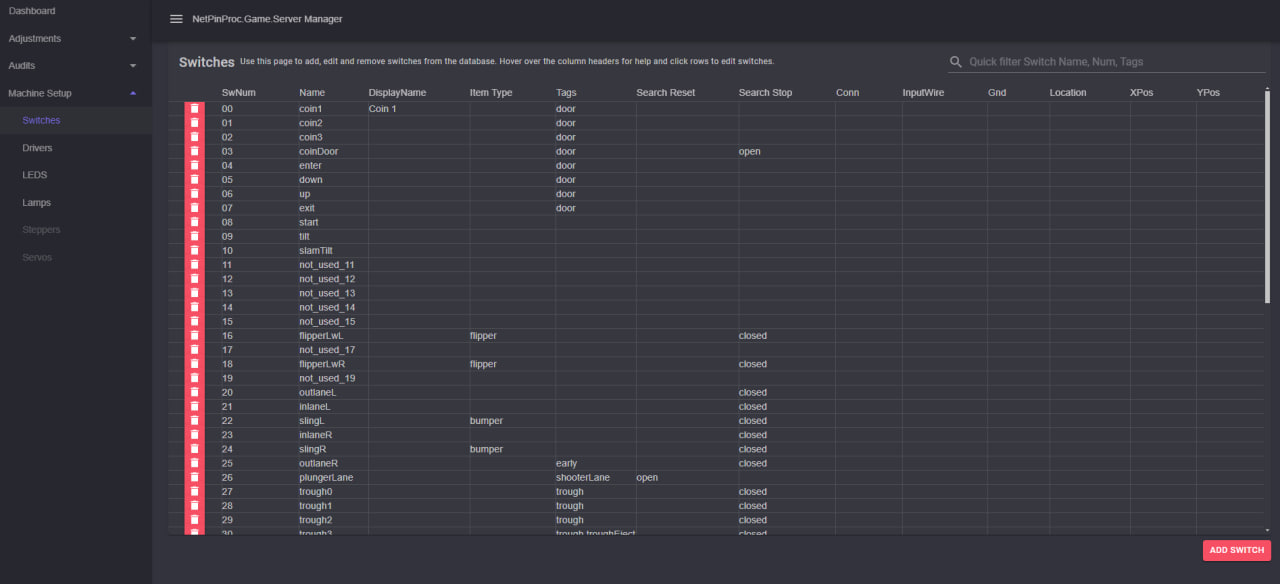 Dashboard
Adjustments
Audits
Machine Setup
Switches
Drivers
LEDS
Lamps
Steppers
Servos
NetPinProc.Game.Server Manager
Switches Use this page to add, edit and remove switches from the database. Hover over the column headers for help and click rows to edit switches.
Quick filter Switch Name, Num, Tags
SwNum Name DisplayName Item Type Tags Search Reset Search Stop Conn InputWire Gnd Location XPos YPos
00 coin1 Coin 1 door
01 coin2 door
02 coin3 door
03 coinDoor door open
04 enter door
05 down door
06 up door
07 exit door
08 start
09 tilt
10 slamTilt
11 not_used_11
12 not_used_12
13 not_used_13
14 not_used_14
15 not_used_15
16 flipperLwL flipper closed
17 not_used_17
18 flipperLwR flipper closed
19 not_used_19
20 outlaneL closed
21 inlaneL closed
22 slingL bumper closed
23 inlaneR closed
24 slingR bumper closed
25 outlaneR early closed
26 plungerLane shooterLane open
27 trough0 trough closed
28 trough1 trough closed
29 trough2 trough closed
30 trough3 trough,troughEject closed
ADD SWITCH